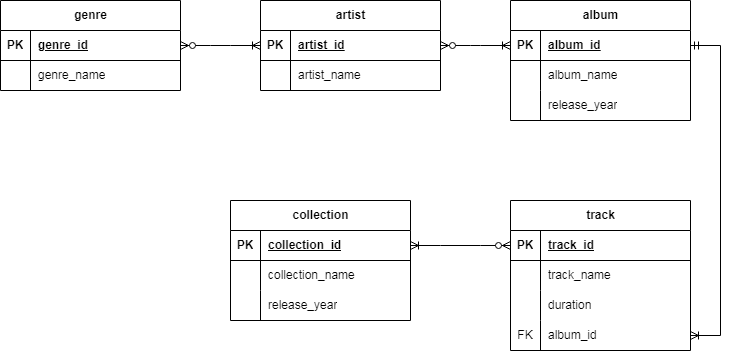 genre
PK genre_id
genre_name
artist
PK artist_id
artist_name
album
PK album_id
album_name
release_year
collection
PK collection_id
collection_name
release_year
track
PK track_id
track_name
duration
FK album_id